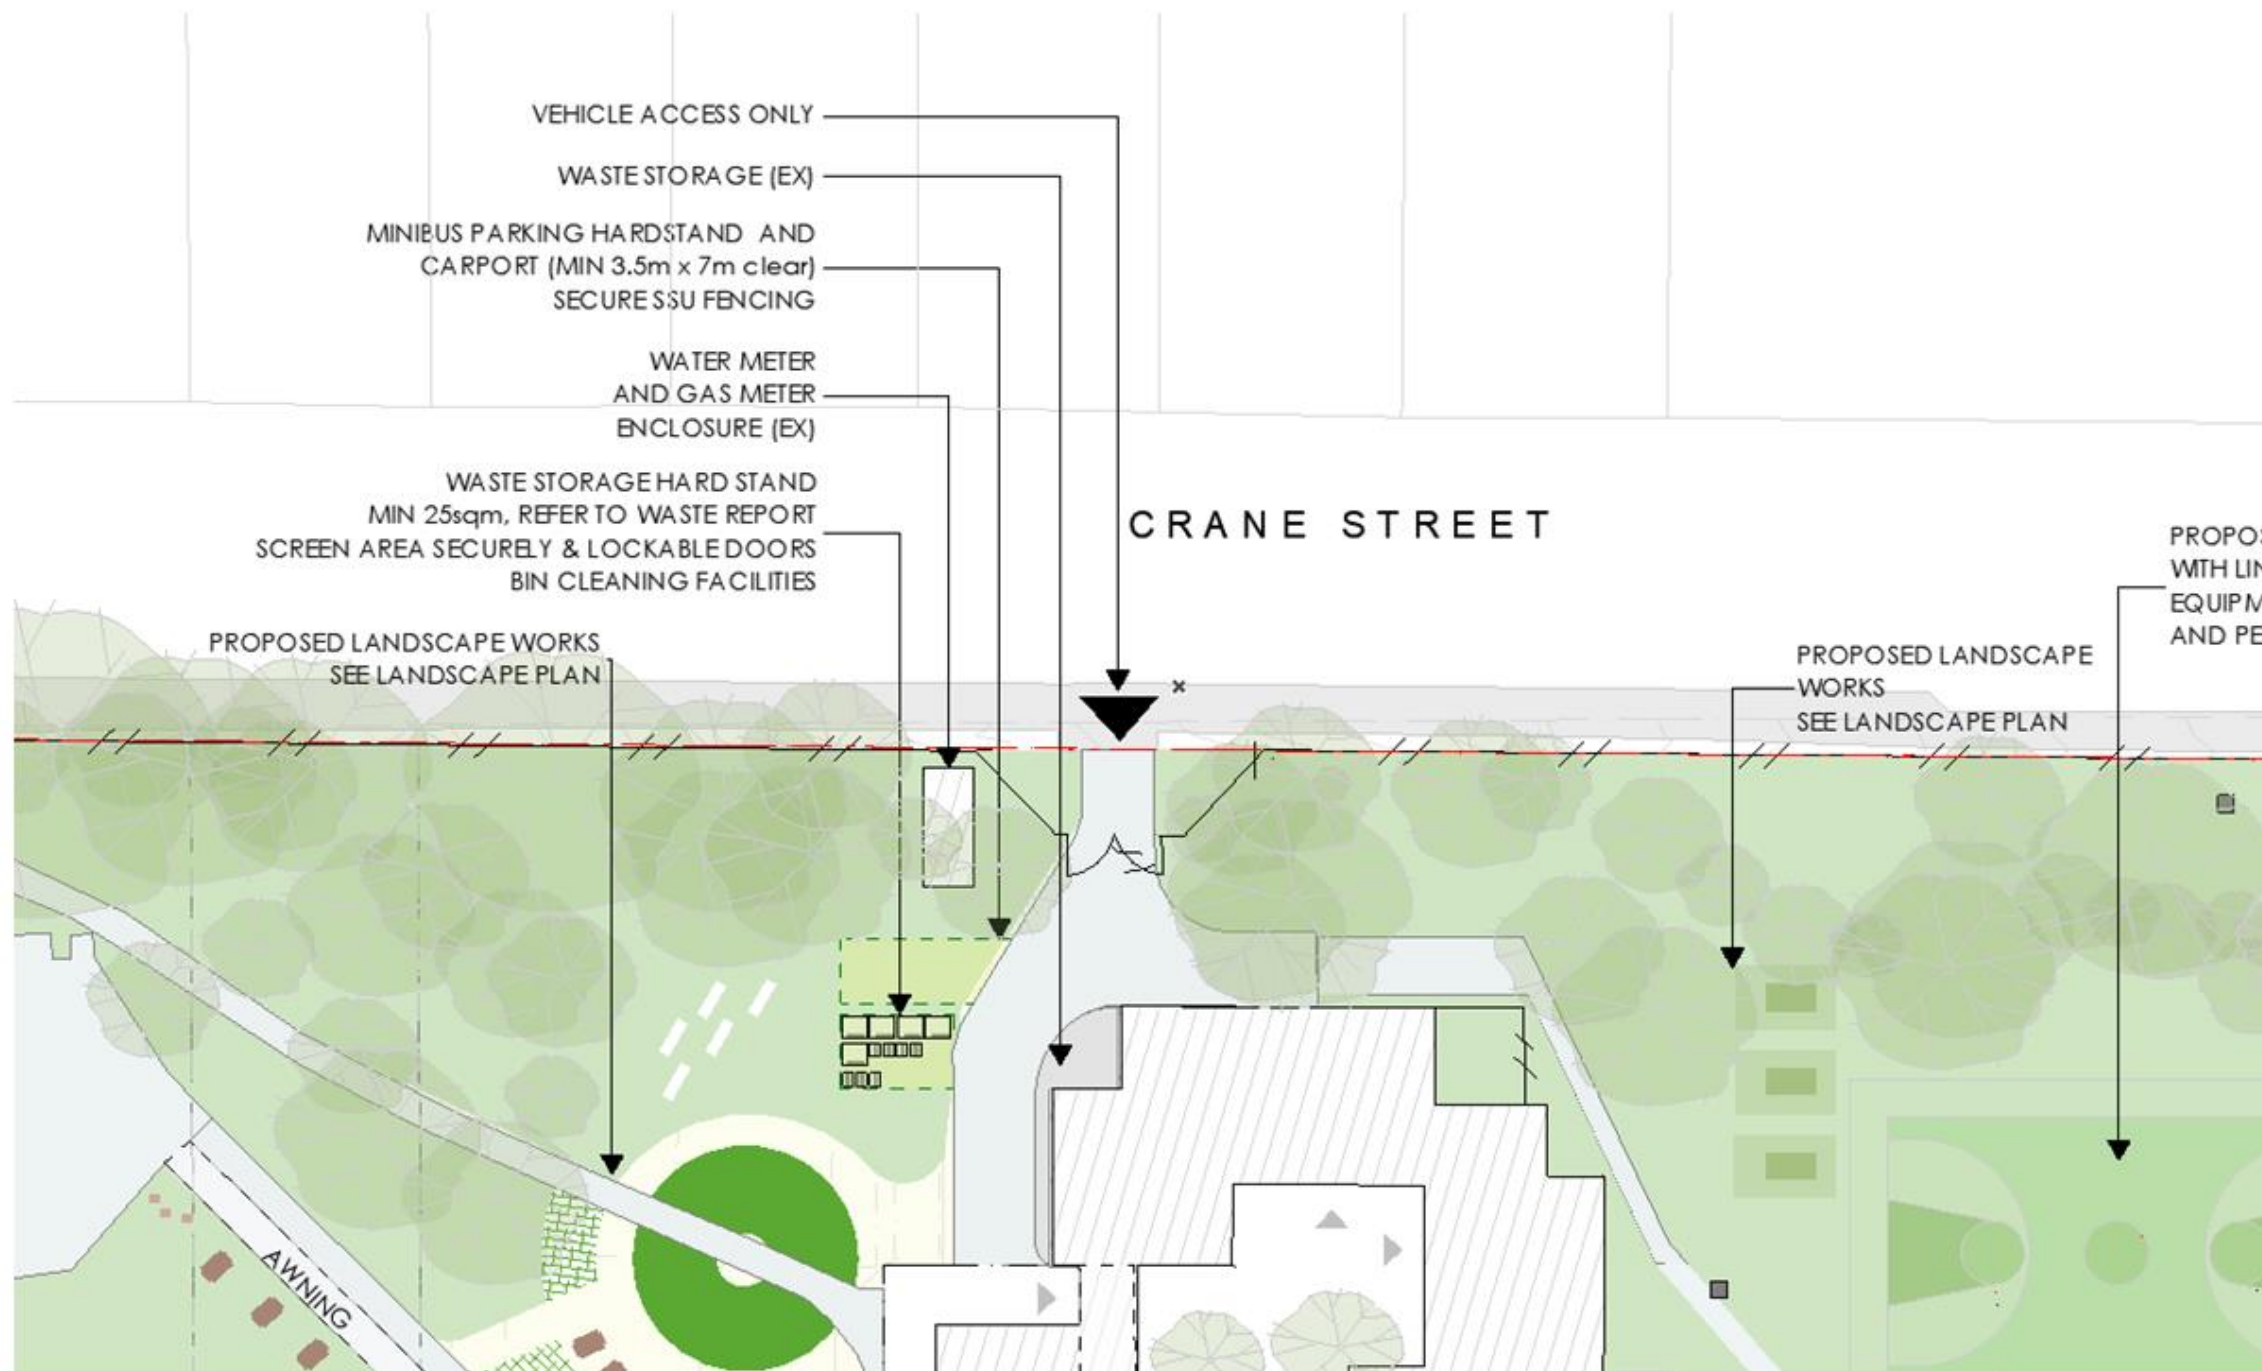 VEHICLE ACCESS ONLY
WASTE STORAGE (EX)
MINIBUS PARKING HARDSTAND AND
CARPORT (MIN 3.5m x 7m clear)
SECURE SSU FENCING
WATER METER
AND GAS METER
ENCLOSURE (EX)
WASTE STORAGE HARD STAND
MIN 25sqm, REFER TO WASTE REPORT
SCREEN AREA SECURELY & LOCKABLE DOORS
BIN CLEANING FACILITIES
CRANE STREET
PROPOSED LANDSCAPE WORKS
SEE LANDSCAPE PLAN
PROPOSED LANDSCAPE
WORKS
SEE LANDSCAPE PLAN
WITH
AND
AWNING